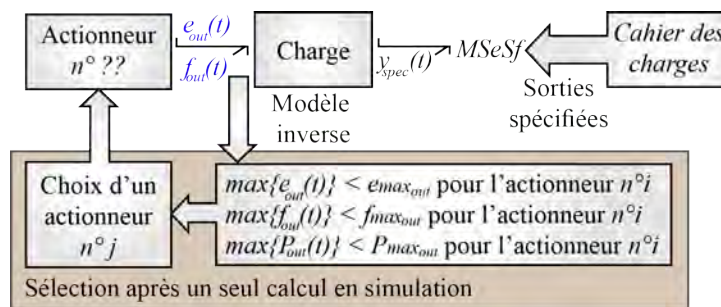 Actionneur
n° ??
e_out(t)
f_out(t)
Charge
y_spec(t)
MSeSf
Cahier des
charges
Modèle
inverse
Sorties
spécifiées
Choix d'un
actionneur
n° j
max{e_out(t)} < emax_out pour l'actionneur n°i
max{f_out(t)} < fmax_out pour l'actionneur n°i
max{P_out(t)} < Pmax_out pour l'actionneur n°i
Sélection après un seul calcul en simulation